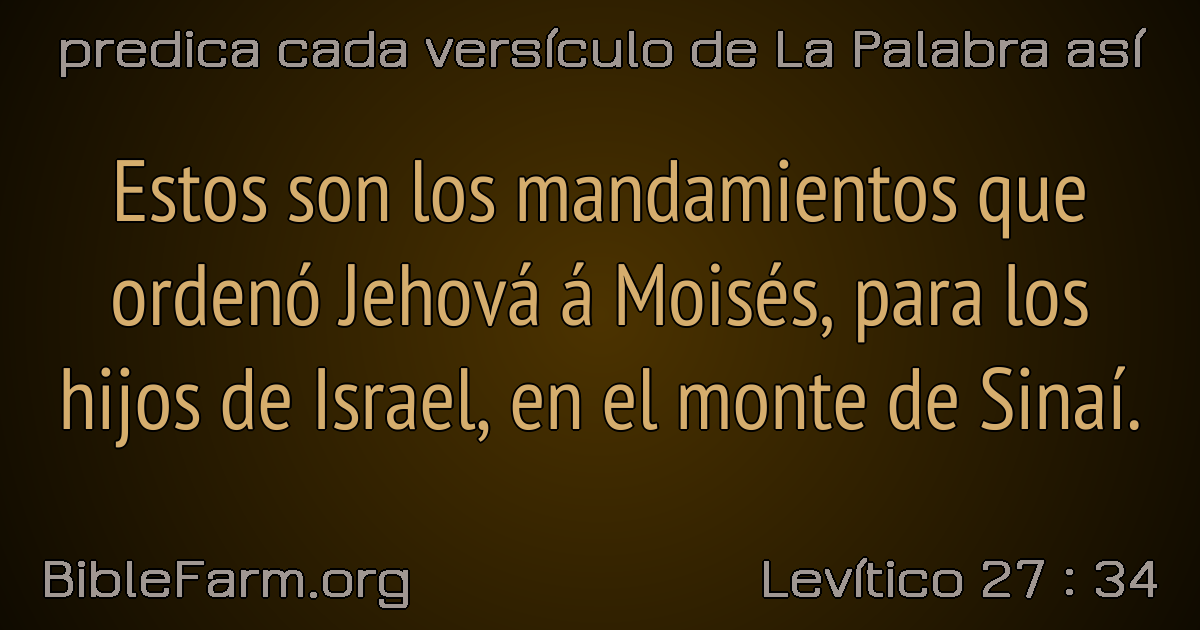 predica cada versículo de La Palabra así
Estos son los mandamientos que
ordenó Jehová á Moisés, para los
hijos de Israel, en el monte de Sinaí.
BibleFarm.org
Levítico 27 : 34